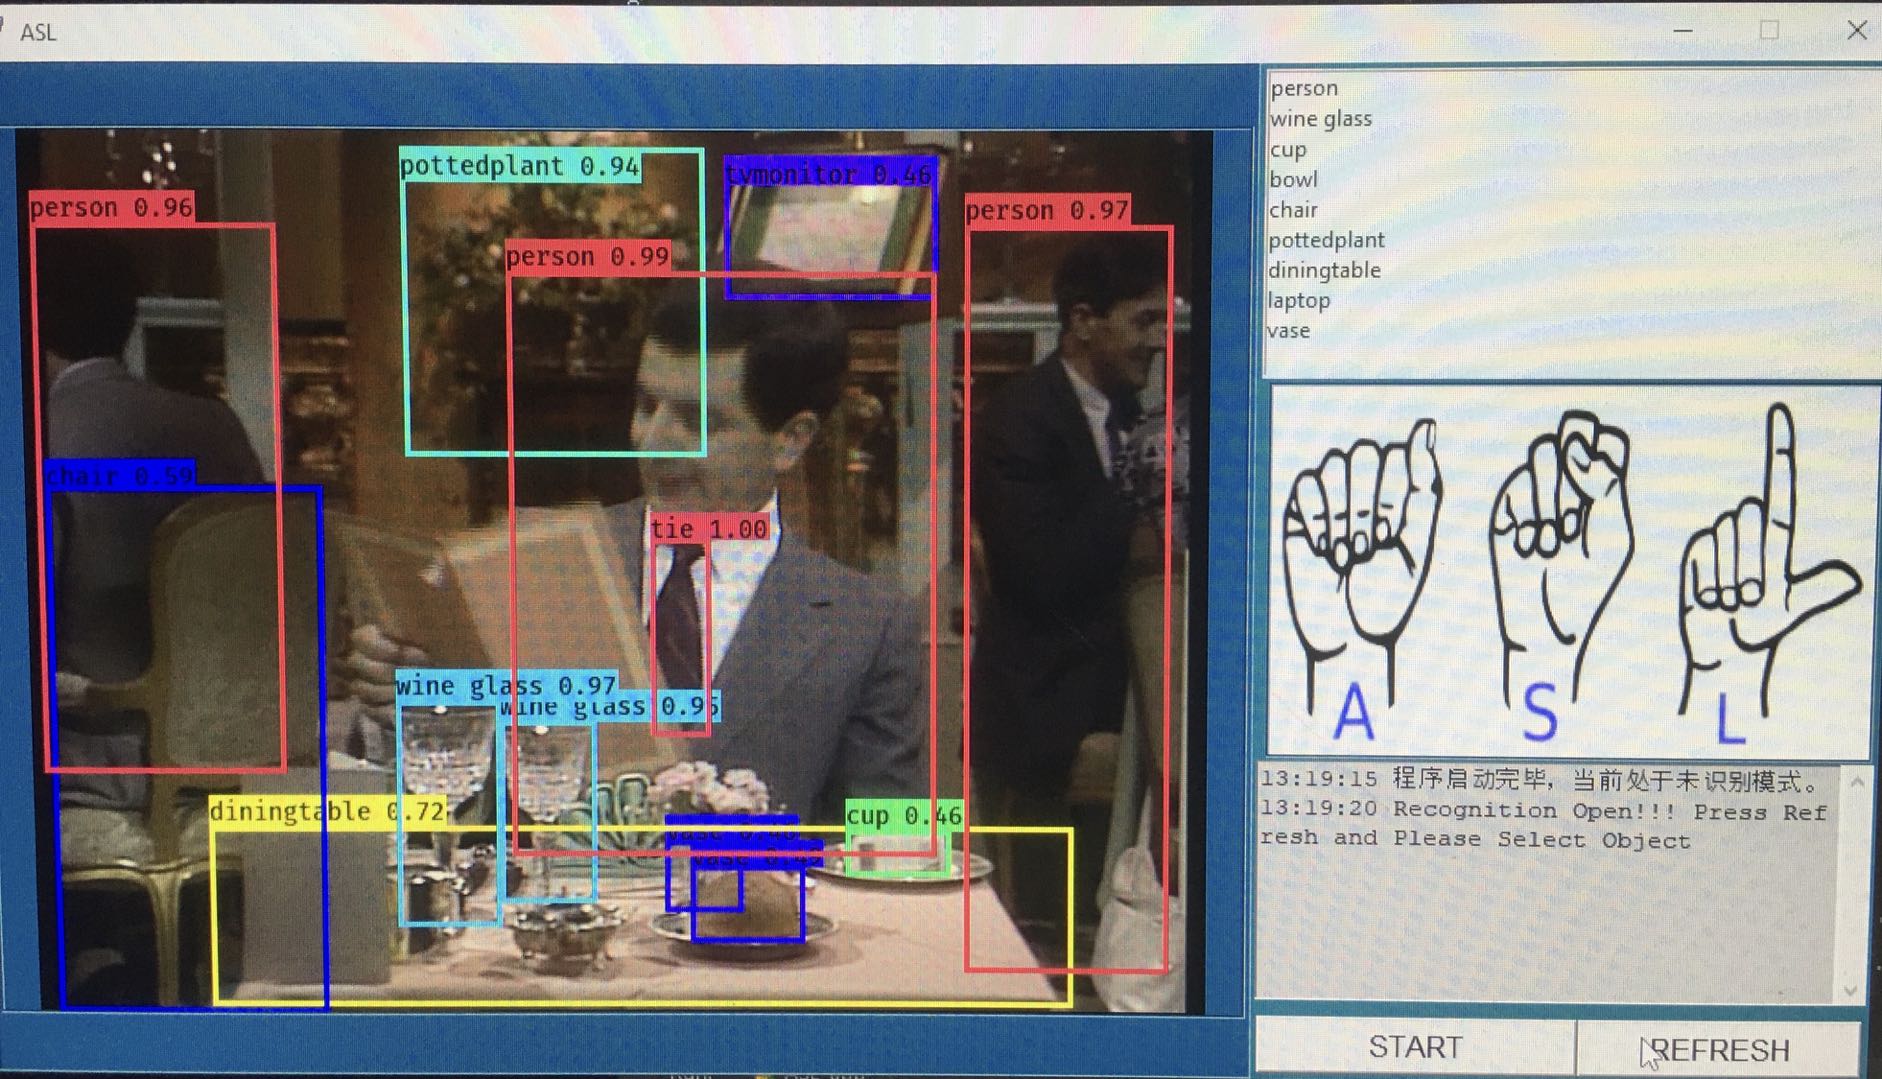 ASL
person
wine glass
cup
bowl
chair
pottedplant
diningtable
laptop
vase
pottedplant 0.94
tvmonitor 0.46
person 0.96
person 0.97
person 0.99
chair 0.59
tie 1.00
wine glass 0.97
wine glass 0.95
diningtable 0.72
cup 0.46
vase
vase
A S L
13:19:15 程序启动完毕，当前处于未识别模式。
13:19:20 Recognition Open!!! Press Ref
resh and Please Select Object
START
REFRESH